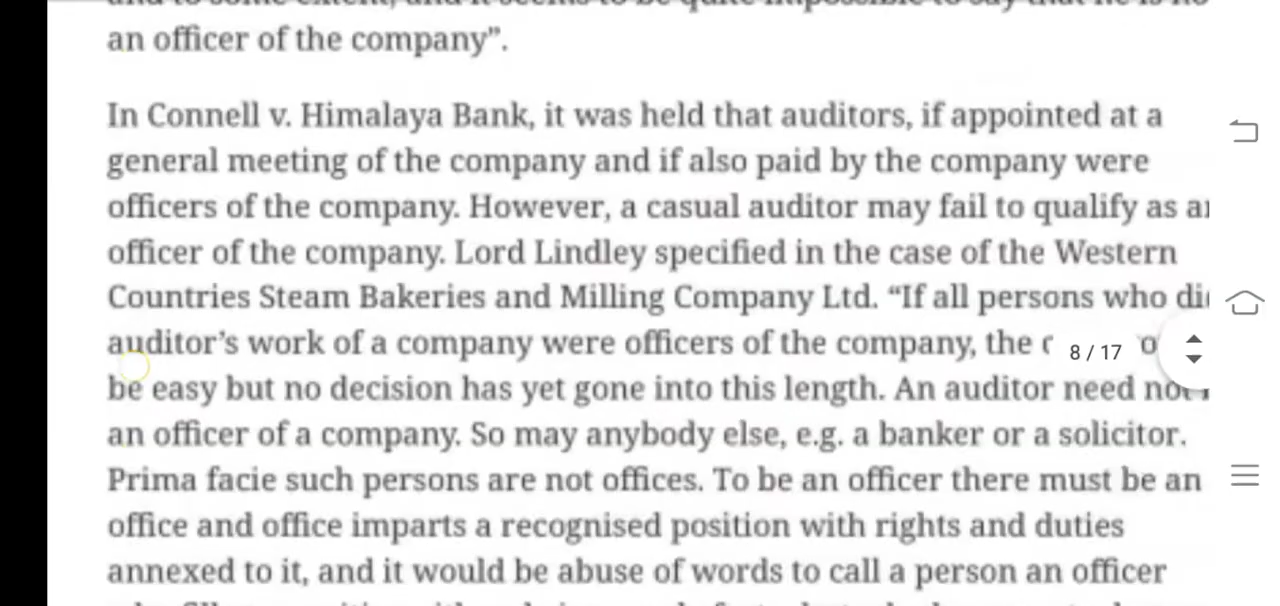 an officer of the company”.
In Connell v. Himalaya Bank, it was held that auditors, if appointed at a
general meeting of the company and if also paid by the company were
officers of the company. However, a casual auditor may fail to qualify as
officer of the company. Lord Lindley specified in the case of the Western
Countries Steam Bakeries and Milling Company Ltd. “If all persons who
auditor’s work of a company were officers of the company, the
8 / 17
be easy but no decision has yet gone into this length. An auditor need
an officer of a company. So may anybody else, e.g. a banker or a solicitor.
Prima facie such persons are not offices. To be an officer there must be an
office and office imparts a recognised position with rights and duties
annexed to it, and it would be abuse of words to call a person an officer